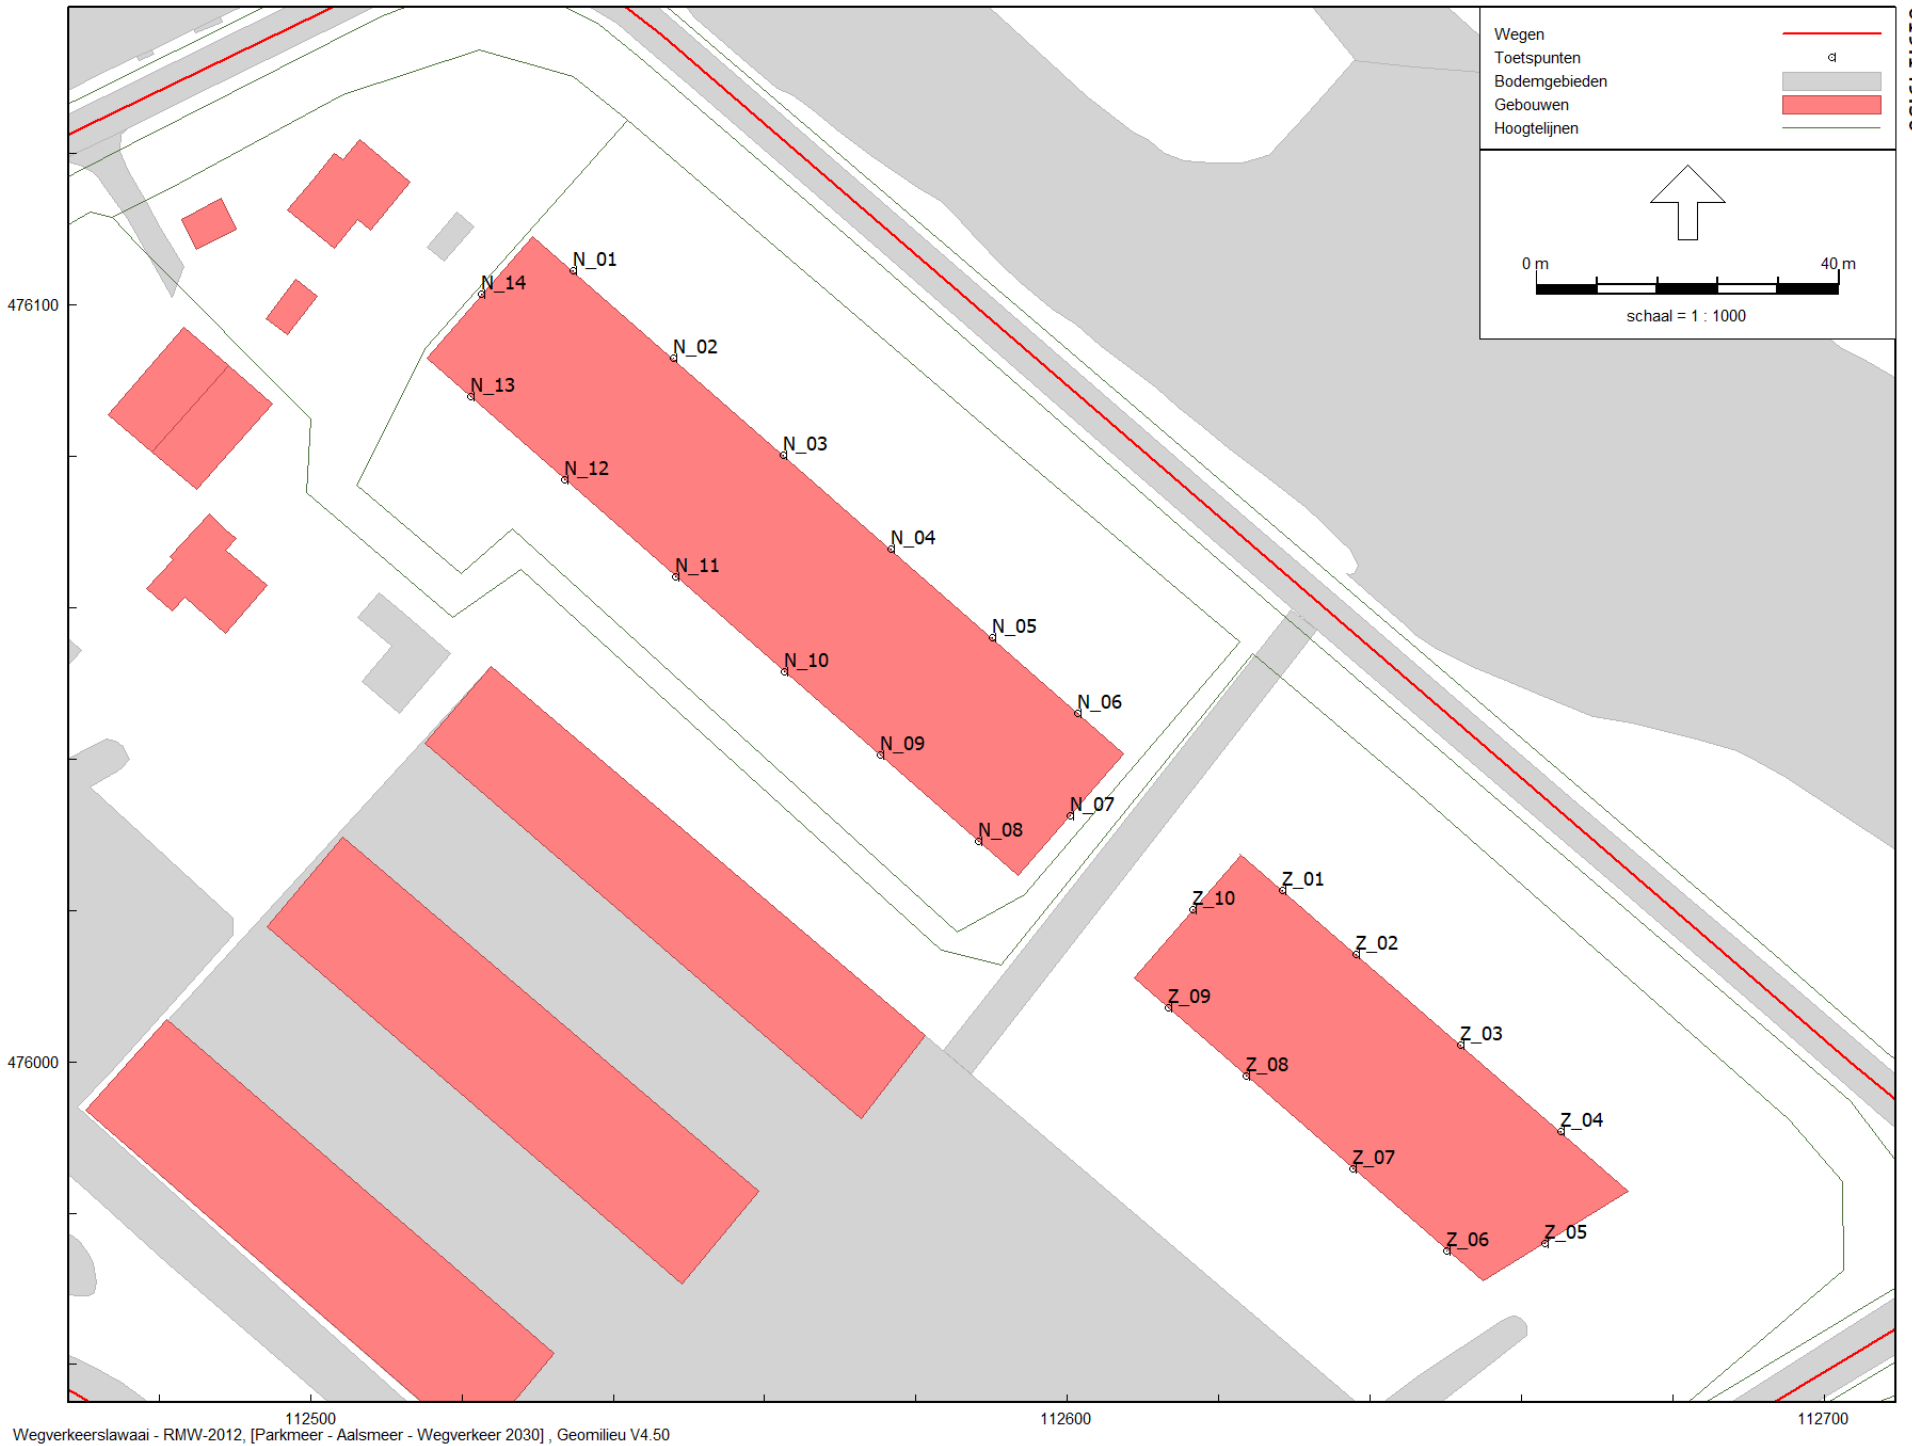 Wegen
Toetspunten
Bodemgebieden
Gebouwen
Hoogtelijnen
0 m 40 m
schaal = 1 : 1000
N_01
N_14
476100
N_02
N_13
N_03
N_12
N_04
N_11
N_05
N_10
N_06
N_09
N_07
N_08
Z_01
Z_10
Z_02
Z_09
Z_03
476000
Z_08
Z_04
Z_07
Z_05
Z_06
112500 112600 112700
Wegverkeerslawaai - RMW-2012, [Parkmeer - Aalsmeer - Wegverkeer 2030] , Geomilieu V4.50